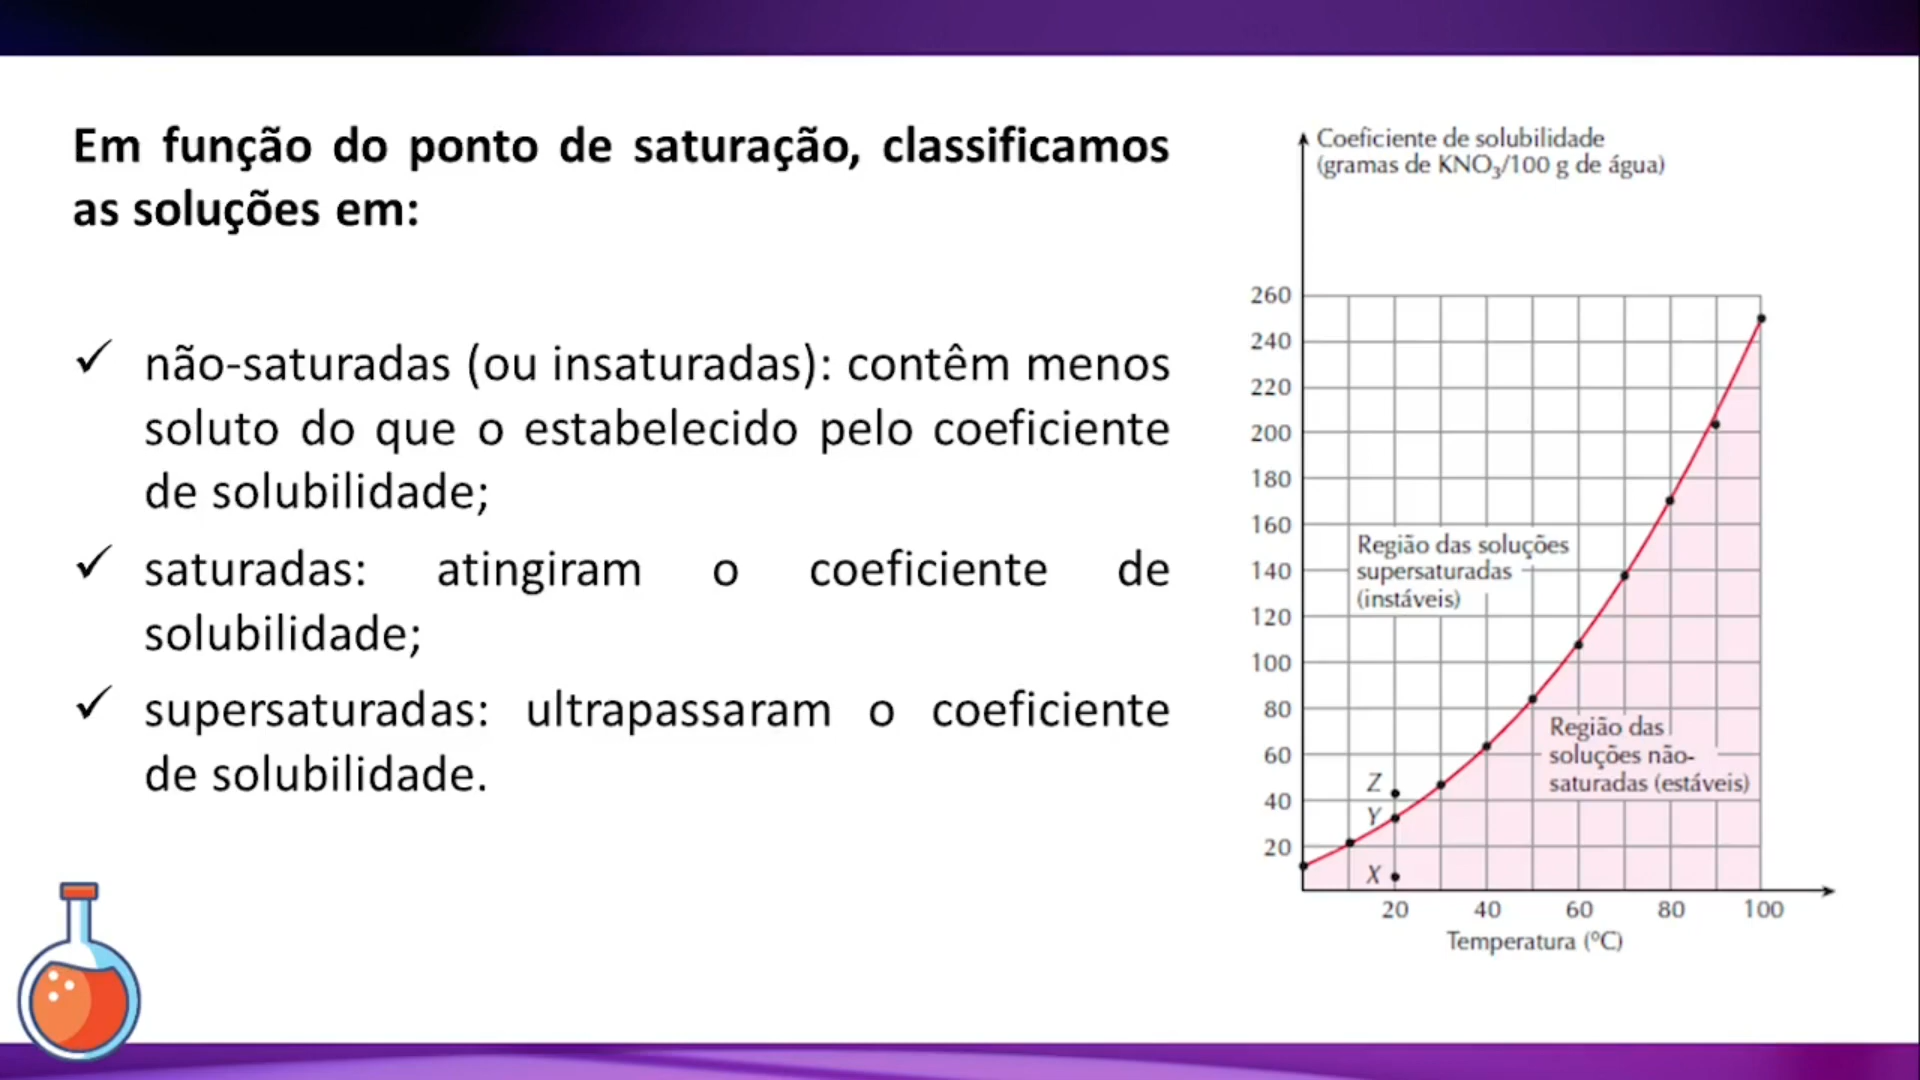 Em função do ponto de saturação, classificamos
as soluções em:
✓ não-saturadas (ou insaturadas): contêm menos
soluto do que o estabelecido pelo coeficiente
de solubilidade;
✓ saturadas: atingiram o coeficiente de
solubilidade;
✓ supersaturadas: ultrapassaram o coeficiente
de solubilidade.
Coeficiente de solubilidade
(gramas de KNO₃/100 g de água)
260
240
220
200
180
160
140
120
100
80
60
40
20
Região das soluções
supersaturadas
(instáveis)
Região das
soluções não-
saturadas (estáveis)
Z
Y
X
20 40 60 80 100
Temperatura (ºC)